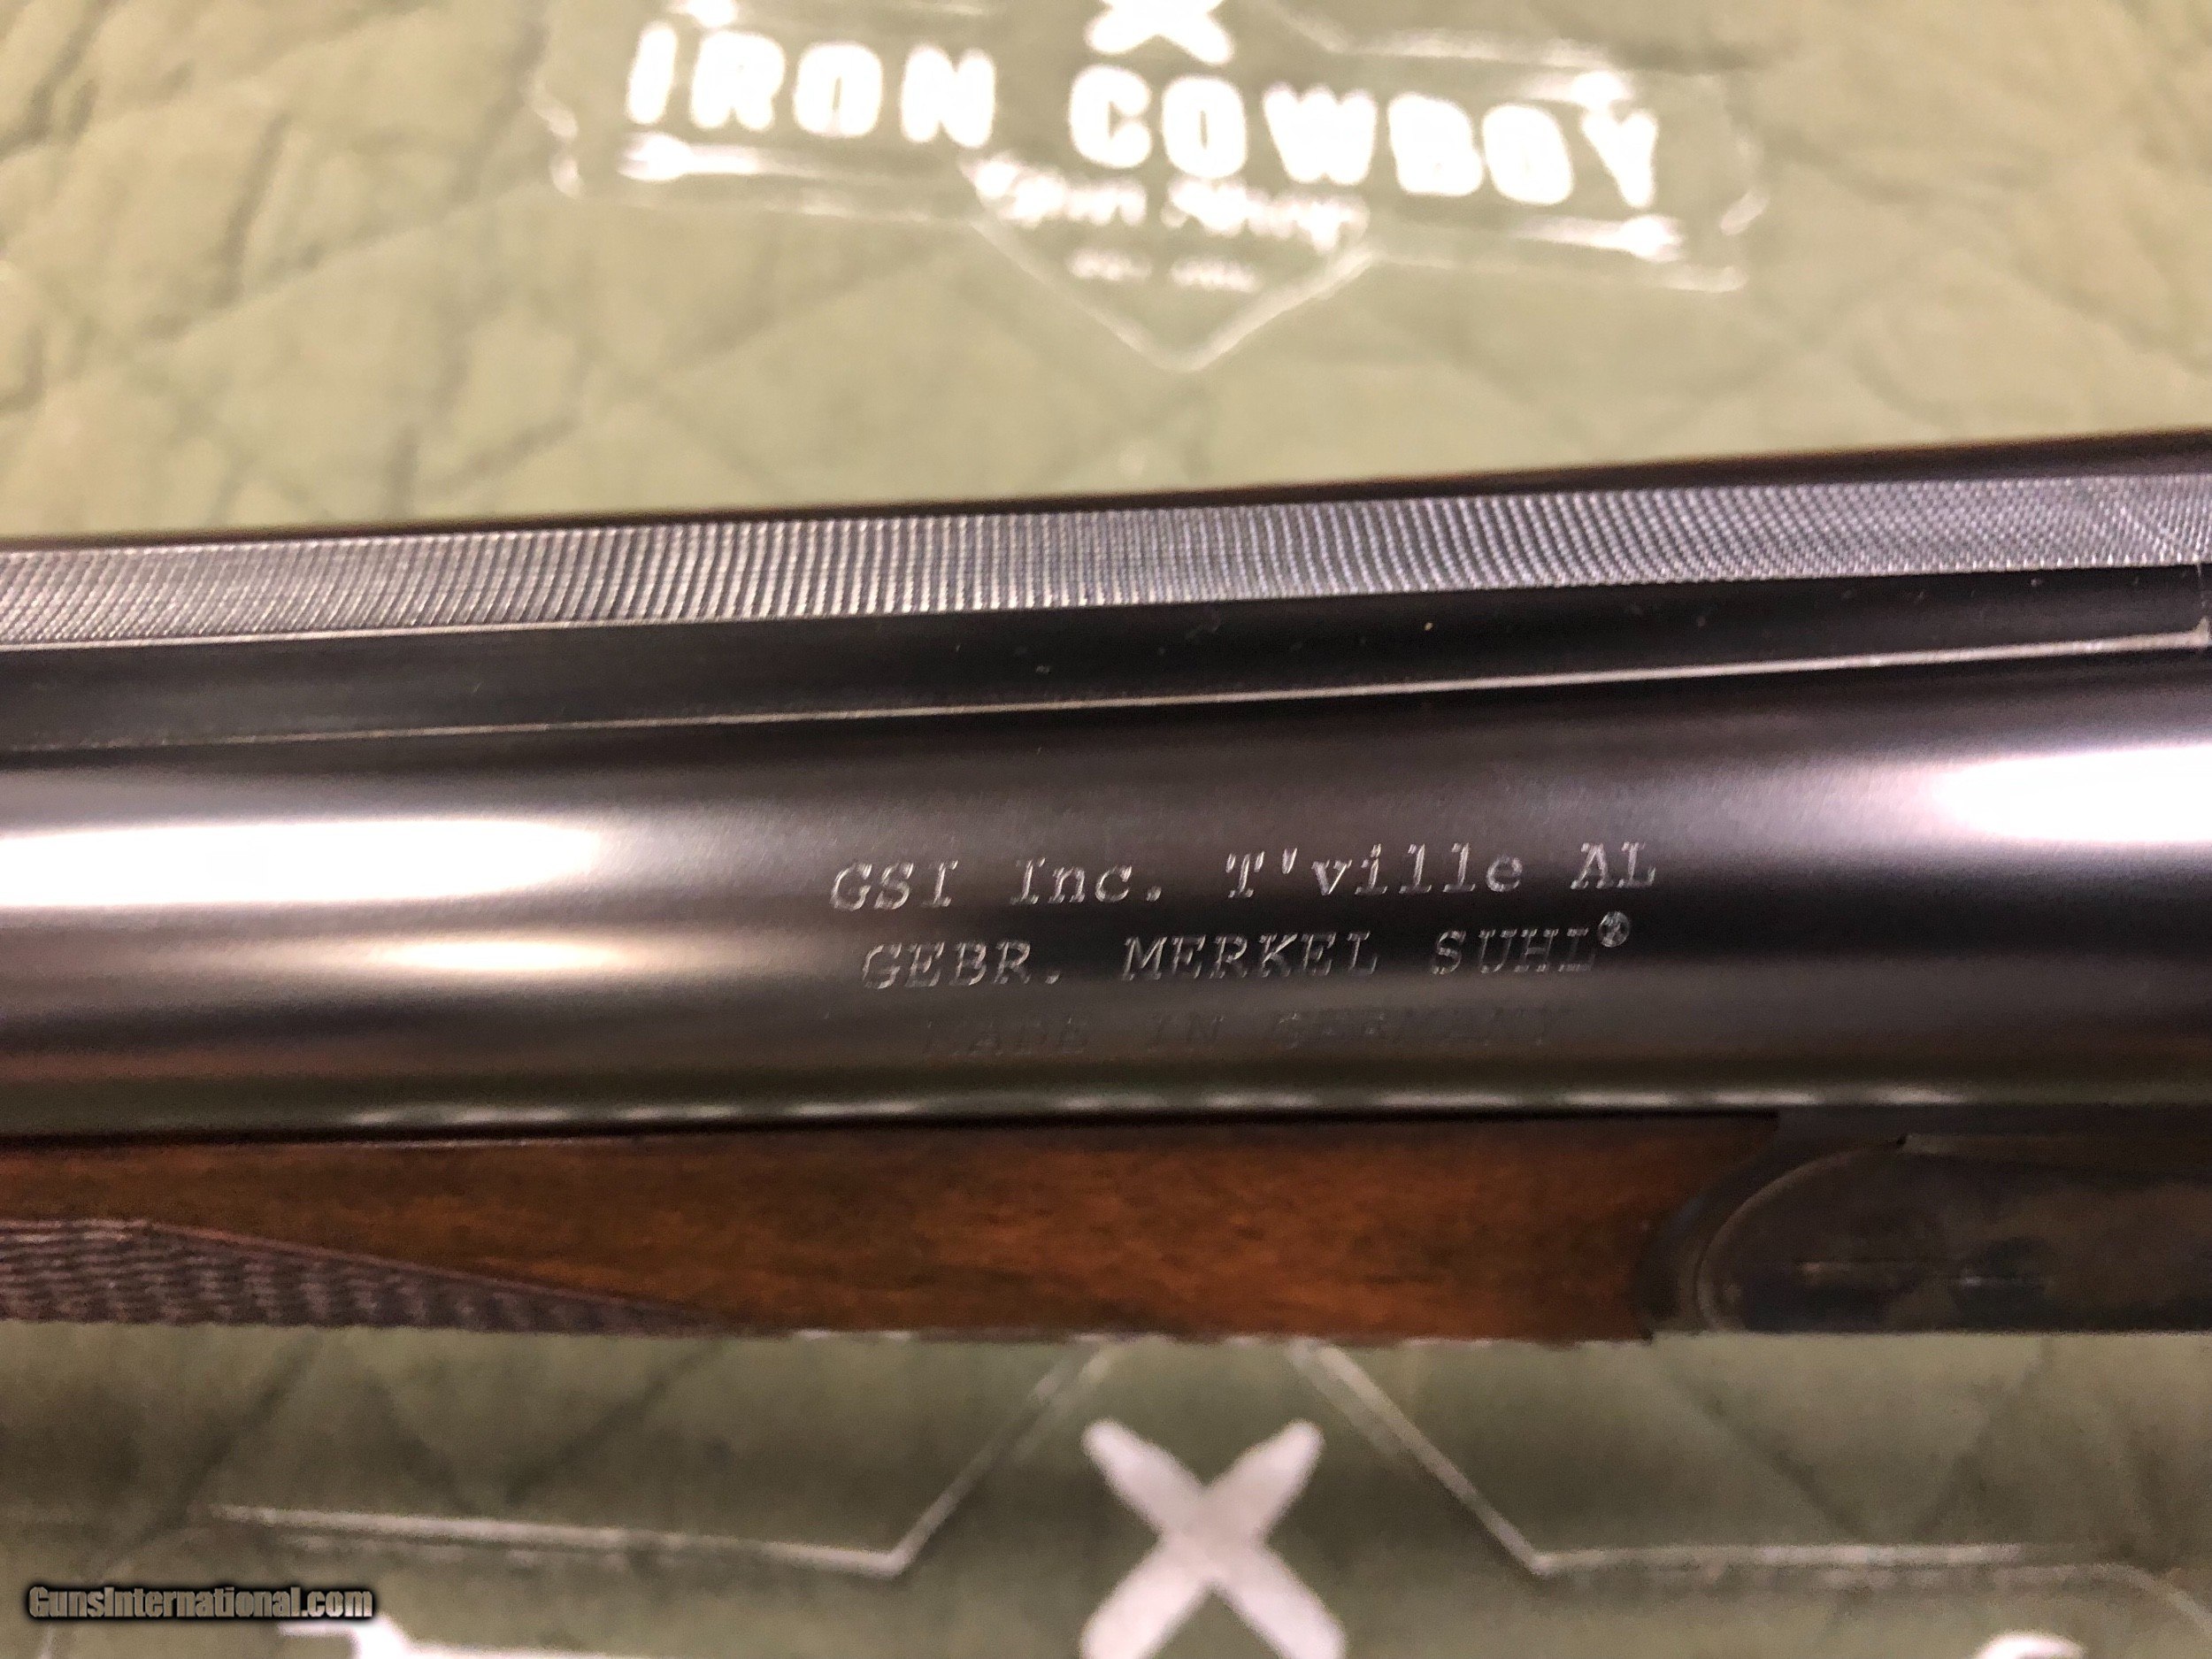 IRON COWBOY
GSI Inc. T'ville AL
GEBR. MERKEL SUHL®
MADE IN GERMANY
GunsInternational.com